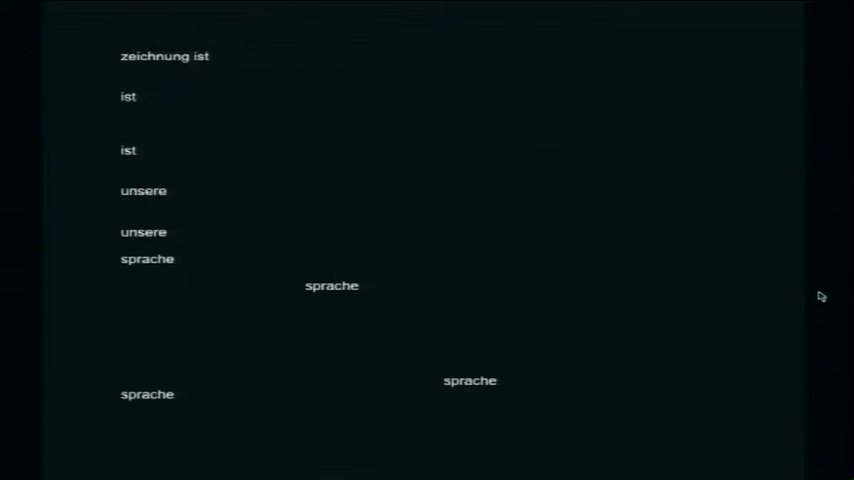 zeichnung ist
ist
ist
unsere
unsere
sprache
sprache
sprache
sprache